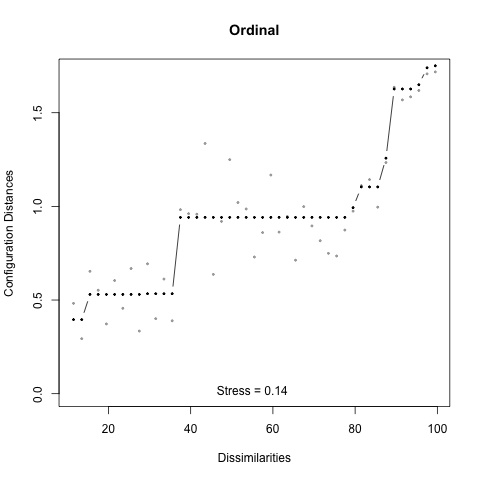 Ordinal
Configuration Distances
1.5
1.0
0.5
0.0
Stress = 0.14
20 40 60 80 100
Dissimilarities